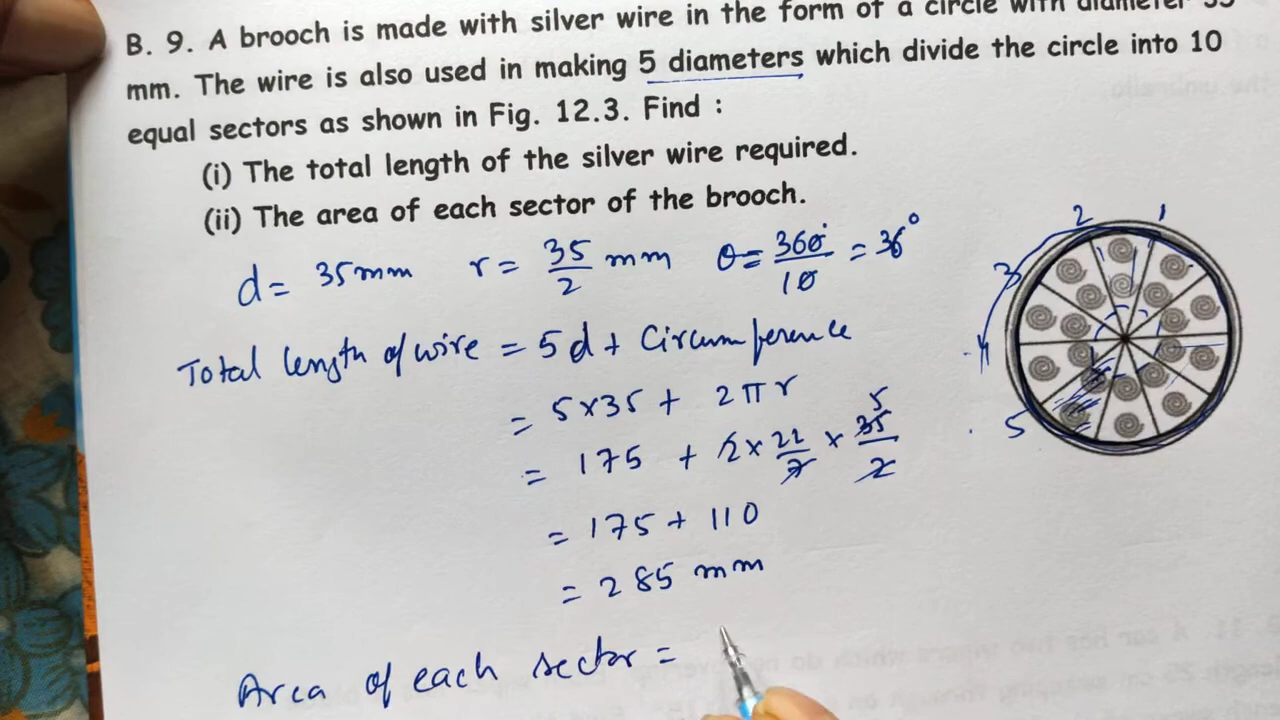 B. 9. A brooch is made with silver wire in the form of a circle with diameter 35
mm. The wire is also used in making 5 diameters which divide the circle into 10
equal sectors as shown in Fig. 12.3. Find :
(i) The total length of the silver wire required.
(ii) The area of each sector of the brooch.
d = 35mm r = 35/2 mm θ = 360/10 = 36°
Total length of wire = 5d + Circumference
= 5×35 + 2πr
= 175 + 2 × 22/7 × 35/2 5
= 175 + 110
= 285 mm
Area of each sector =
1
2
3
4
5